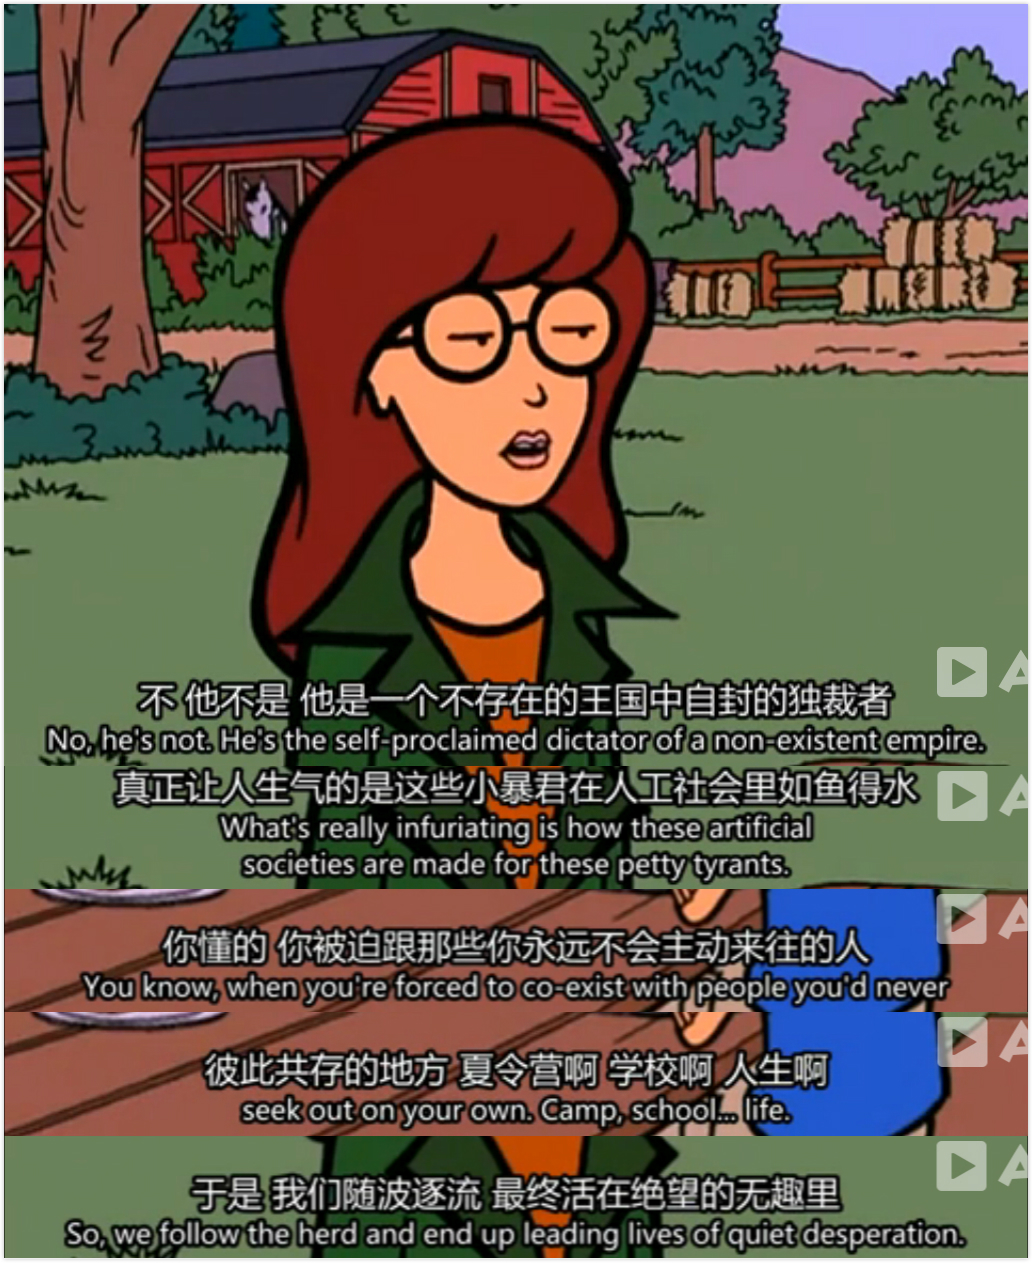 不 他不是 他是一个不存在的王国中自封的独裁者
No, he's not. He's the self-proclaimed dictator of a non-existent empire.
真正让人生气的是这些小暴君在人工社会里如鱼得水
What's really infuriating is how these artificial
societies are made for these petty tyrants.
你懂的 你被迫跟那些你永远不会主动来往的人
You know, when you're forced to co-exist with people you'd never
彼此共存的地方 夏令营啊 学校啊 人生啊
seek out on your own. Camp, school... life.
于是 我们随波逐流 最终活在绝望的无趣里
So, we follow the herd and end up leading lives of quiet desperation.